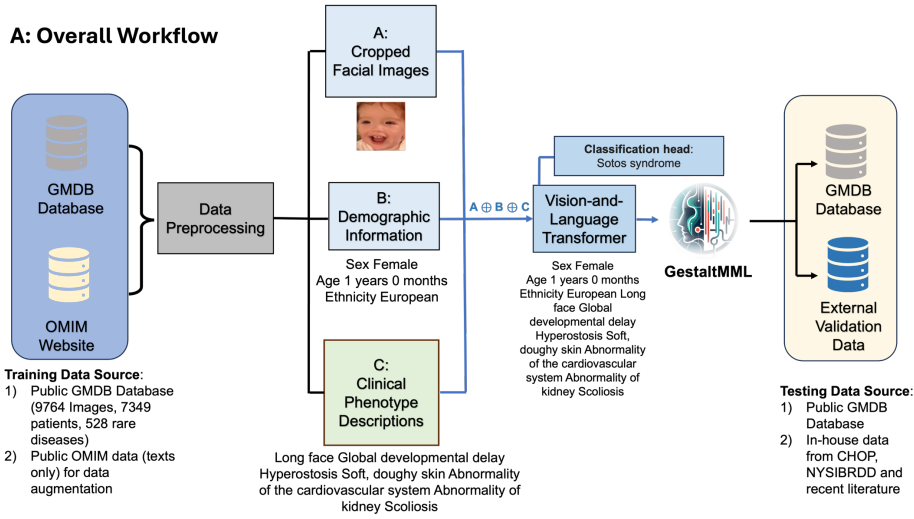 A: Overall Workflow
GMDB
Database
OMIM
Website
Training Data Source:
1) Public GMDB Database
(9764 Images, 7349
patients, 528 rare
diseases)
2) Public OMIM data (texts
only) for data
augmentation
Data
Preprocessing
A:
Cropped
Facial Images
B:
Demographic
Information
Sex Female
Age 1 years 0 months
Ethnicity European
C:
Clinical
Phenotype
Descriptions
Long face Global developmental delay
Hyperostosis Soft, doughy skin Abnormality
of the cardiovascular system Abnormality of
kidney Scoliosis
A ⊕ B ⊕ C
Classification head:
Sotos syndrome
Vision-and-
Language
Transformer
Sex Female
Age 1 years 0 months
Ethnicity European Long
face Global
developmental delay
Hyperostosis Soft,
doughy skin Abnormality
of the cardiovascular
system Abnormality of
kidney Scoliosis
GestaltMML
GMDB
Database
External
Validation
Data
Testing Data Source:
1) Public GMDB
Database
2) In-house data
from CHOP,
NYSIBRDD and
recent literature